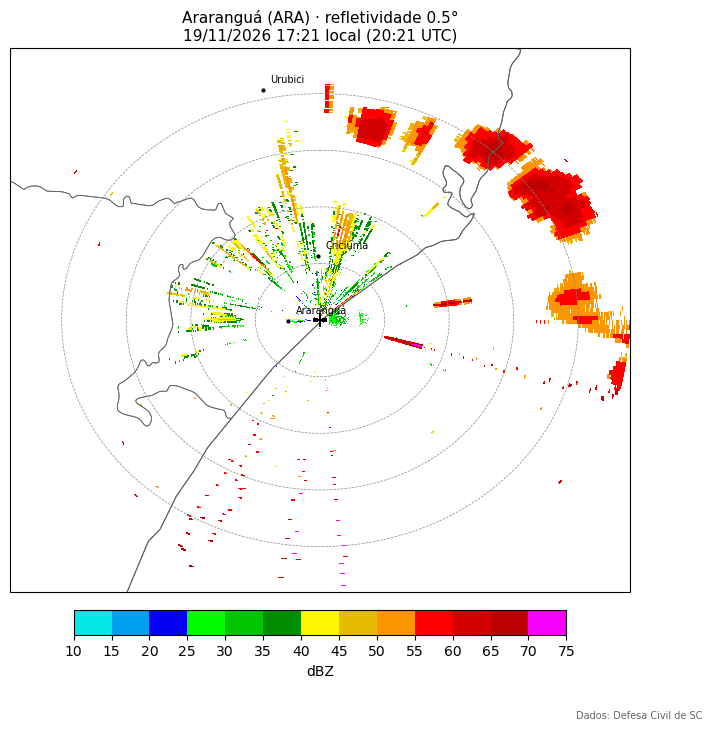 Araranguá (ARA) · refletividade 0.5°
19/11/2026 17:21 local (20:21 UTC)
Urubici
Criciúma
Araranguá
10 15 20 25 30 35 40 45 50 55 60 65 70 75
dBZ
Dados: Defesa Civil de SC